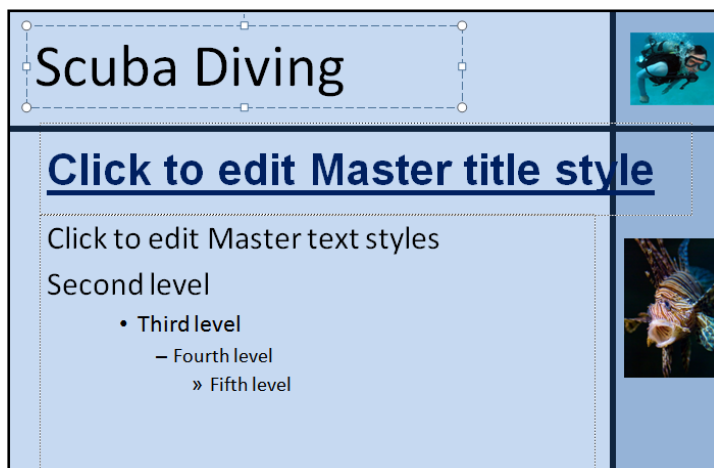 Scuba Diving
Click to edit Master title style
Click to edit Master text styles
Second level
• Third level
– Fourth level
» Fifth level